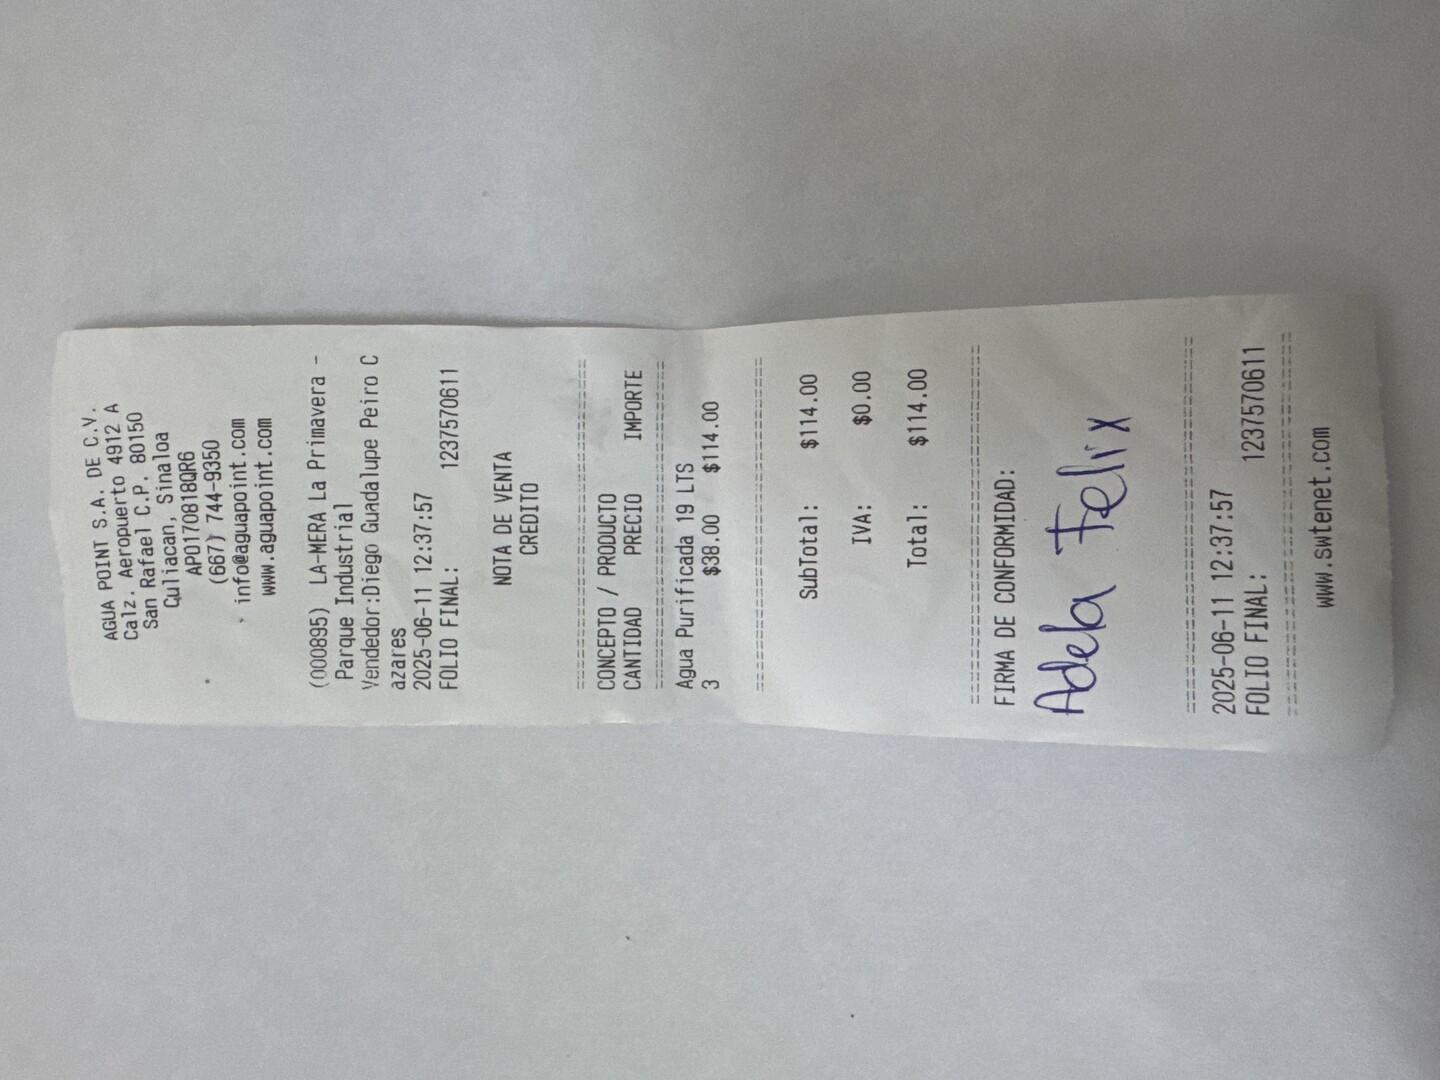 AGUA POINT S.A. DE C.V.
Calz. Aeropuerto 4912 A
San Rafael C.P. 80150
Culiacan, Sinaloa
APO170818QR6
(667) 744-9350
info@aguapoint.com
www.aguapoint.com
(000895) LA-MERA La Primavera -
Parque Industrial
Vendedor:Diego Guadalupe Peiro C
azares
2025-06-11 12:37:57
FOLIO FINAL: 1237570611
NOTA DE VENTA
CREDITO
================================
CONCEPTO / PRODUCTO
CANTIDAD PRECIO IMPORTE
================================
Agua Purificada 19 LTS
3 $38.00 $114.00
================================
SubTotal: $114.00
IVA: $0.00
Total: $114.00
================================
FIRMA DE CONFORMIDAD:
Adela Felix
================================
2025-06-11 12:37:57
FOLIO FINAL: 1237570611
================================
www.swtenet.com